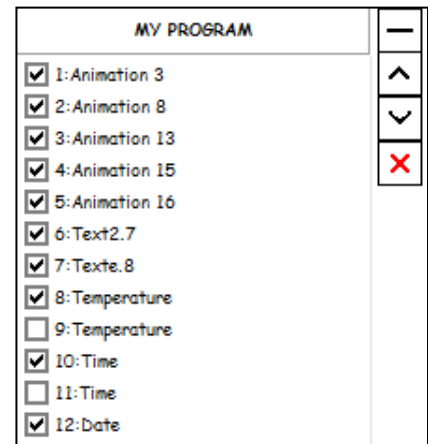 MY PROGRAM
1:Animation 3
2:Animation 8
3:Animation 13
4:Animation 15
5:Animation 16
6:Text2.7
7:Texte.8
8:Temperature
9:Temperature
10:Time
11:Time
12:Date